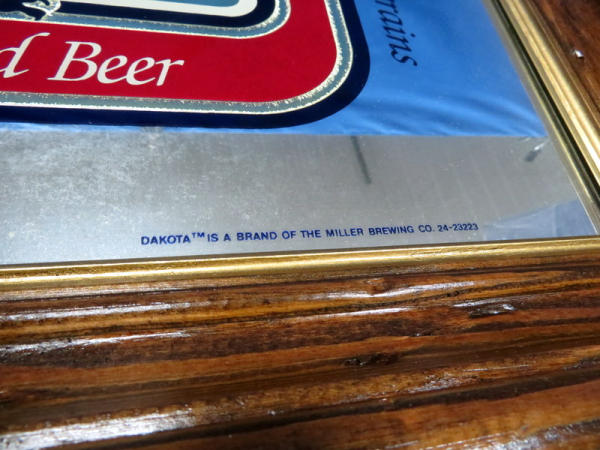 d Beer
rains
DAKOTA™ IS A BRAND OF THE MILLER BREWING CO. 24-23223